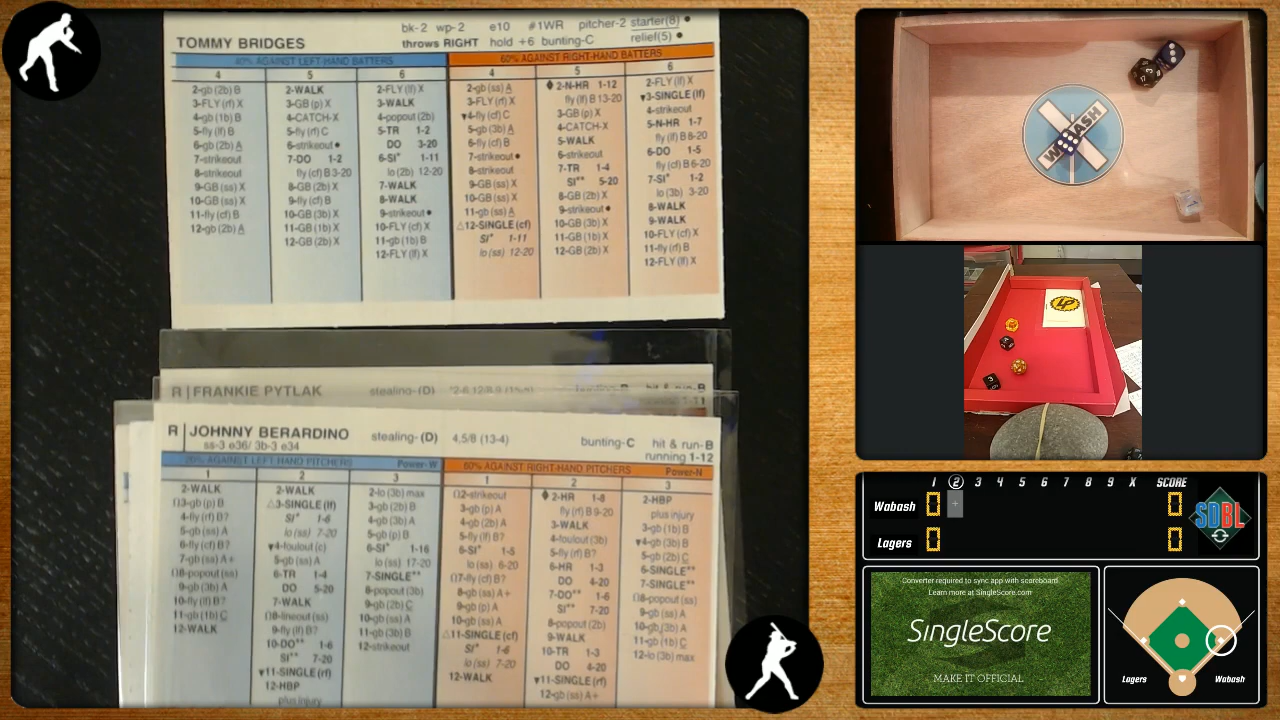 bk-2 wp-2 e10 #1WR pitcher-2 starter(8) •
TOMMY BRIDGES throws RIGHT hold +6 bunting-C relief(5) •
40% AGAINST LEFT-HAND BATTERS 60% AGAINST RIGHT-HAND BATTERS
4 5 6 4 5 6
2-gb (2b) B
3-FLY (rf) X
4-gb (1b) B
5-fly (lf) B
6-gb (2b) A
7-strikeout
8-strikeout
9-GB (ss) X
10-GB (ss) X
11-fly (cf) B
12-gb (2b) A
2-WALK
3-GB (p) X
4-CATCH-X
5-fly (rf) C
6-strikeout •
7-DO 1-2
fly (cf) B 3-20
8-GB (2b) X
9-fly (cf) B
10-GB (3b) X
11-GB (1b) X
12-GB (2b) X
2-FLY (lf) X
3-WALK
4-popout (2b)
5-TR 1-2
DO 3-20
6-SI* 1-11
lo (2b) 12-20
7-WALK
8-WALK
9-strikeout •
10-FLY (cf) X
11-gb (1b) B
12-FLY (lf) X
2-gb (ss) A
3-FLY (rf) X
▼4-fly (cf) C
5-gb (3b) A
6-fly (cf) B
7-strikeout •
8-strikeout
9-GB (ss) X
10-GB (ss) X
11-gb (ss) A
△12-SINGLE (cf)
SI* 1-11
lo (ss) 12-20
♦ 2-N-HR 1-12
fly (lf) B 13-20
3-GB (p) X
4-CATCH-X
5-WALK
6-strikeout
7-TR 1-4
SI** 5-20
8-GB (2b) X
9-strikeout •
10-GB (3b) X
11-GB (1b) X
12-GB (2b) X
2-FLY (lf) X
▼3-SINGLE (lf)
4-strikeout
5-N-HR 1-7
fly (lf) B 8-20
6-DO 1-5
fly (cf) B 6-20
7-SI* 1-2
lo (3b) 3-20
8-WALK
9-WALK
10-FLY (cf) X
11-fly (rf) B
12-FLY (lf) X
R | FRANKIE PYTLAK stealing- (D)
R | JOHNNY BERARDINO stealing- (D) 4,5/8 (13-4) bunting-C hit & run-B
ss-3 e36/ 3b-3 e34 running 1-12
20% AGAINST LEFT-HAND PITCHERS Power-W 60% AGAINST RIGHT-HAND PITCHERS Power-N
1 2 3 1 2 3
2-WALK
Ω3-gb (p) B
4-fly (rf) B?
5-gb (ss) A
6-fly (cf) B?
7-gb (ss) A+
Ω8-popout (ss)
9-gb (3b) A
10-fly (lf) B?
11-gb (1b) C
12-WALK
2-WALK
△3-SINGLE (lf)
SI* 1-6
lo (ss) 7-20
▼4-foulout (c)
5-gb (ss) A
6-TR 1-4
DO 5-20
7-WALK
Ω8-lineout (ss)
9-fly (lf) B?
10-DO** 1-6
SI** 7-20
▼11-SINGLE (rf)
12-HBP
plus injury
2-lo (3b) max
3-gb (2b) B
4-gb (3b) A
5-gb (p) B
6-SI* 1-16
lo (ss) 17-20
7-SINGLE**
8-popout (3b)
9-gb (2b) C
10-gb (ss) A
11-gb (3b) B
12-strikeout
Ω2-strikeout
3-gb (p) A
4-gb (2b) A
5-fly (lf) B?
6-SI* 1-5
lo (ss) 6-20
Ω7-fly (cf) B?
8-gb (ss) A+
9-gb (p) A
10-gb (ss) A
△11-SINGLE (cf)
SI* 1-6
lo (ss) 7-20
12-WALK
♦ 2-HR 1-8
fly (lf) B 9-20
3-WALK
4-foulout (3b)
5-fly (rf) B?
6-HR 1-3
DO 4-20
7-DO** 1-6
SI** 7-20
8-popout (2b)
9-WALK
10-TR 1-3
DO 4-20
▼11-SINGLE (rf)
12-gb (ss) A+
2-HBP
plus injury
3-gb (1b) B
▼4-gb (3b) B
5-gb (2b) C
6-SINGLE**
7-SINGLE**
Ω8-popout (ss)
9-gb (ss) A
10-gb (3b) A
11-gb (1b) C
12-lo (3b) max
WABASH
1 2 3 4 5 6 7 8 9 X SCORE
Wabash 0 + 0
Lagers 0 0
SDBL
Converter required to sync app with scoreboard
Learn more at SingleScore.com
SINGLESCORE
MAKE IT OFFICIAL
Lagers Wabash